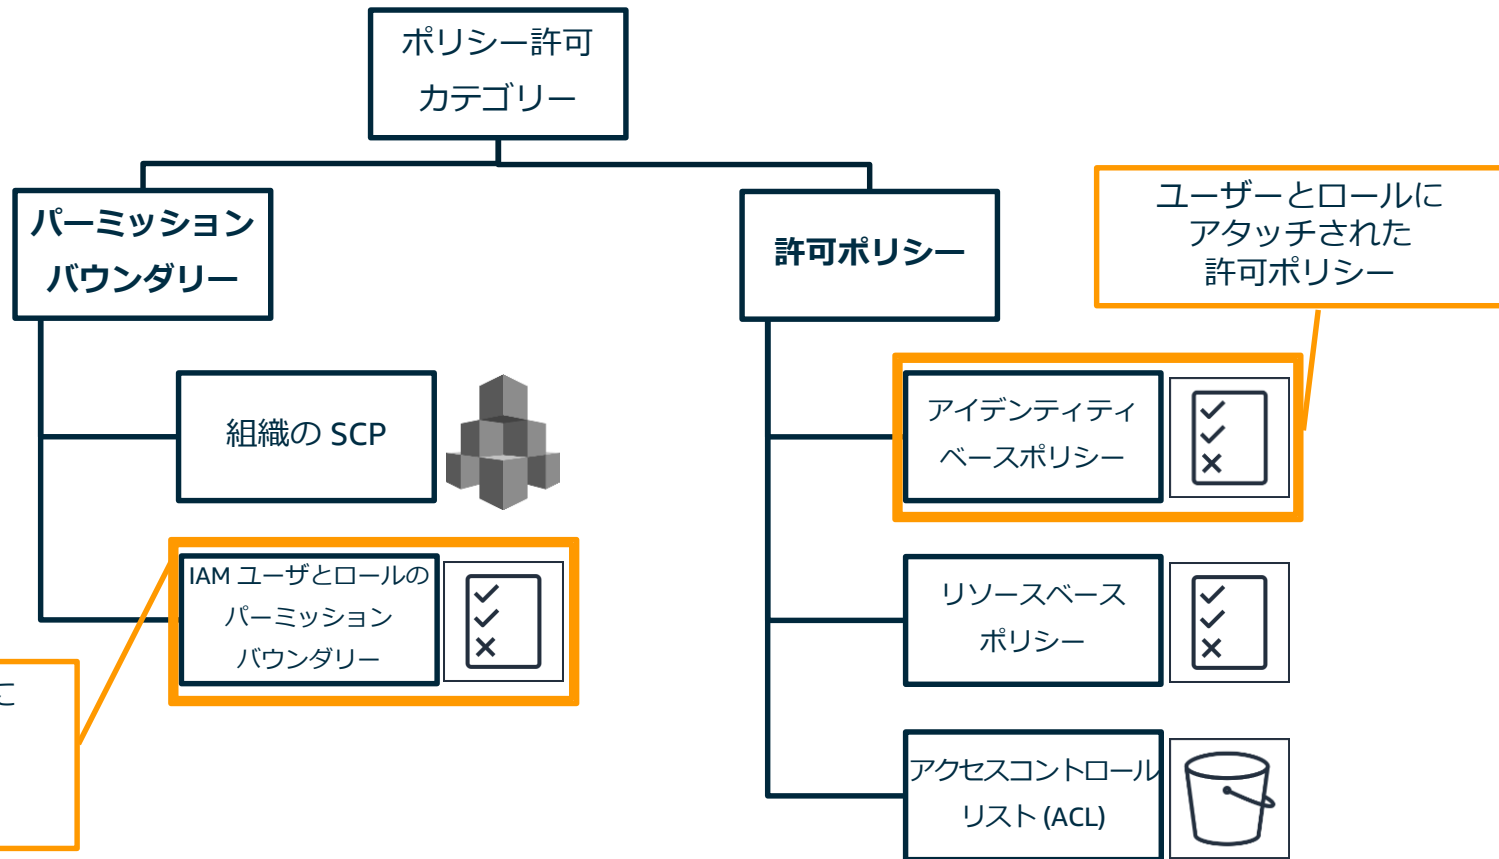 ポリシー許可
カテゴリー
パーミッション
バウンダリー
許可ポリシー
ユーザーとロールに
アタッチされた
許可ポリシー
組織の SCP
アイデンティティ
ベースポリシー
IAM ユーザとロールの
パーミッション
バウンダリー
リソースベース
ポリシー
に
アクセスコントロール
リスト (ACL)